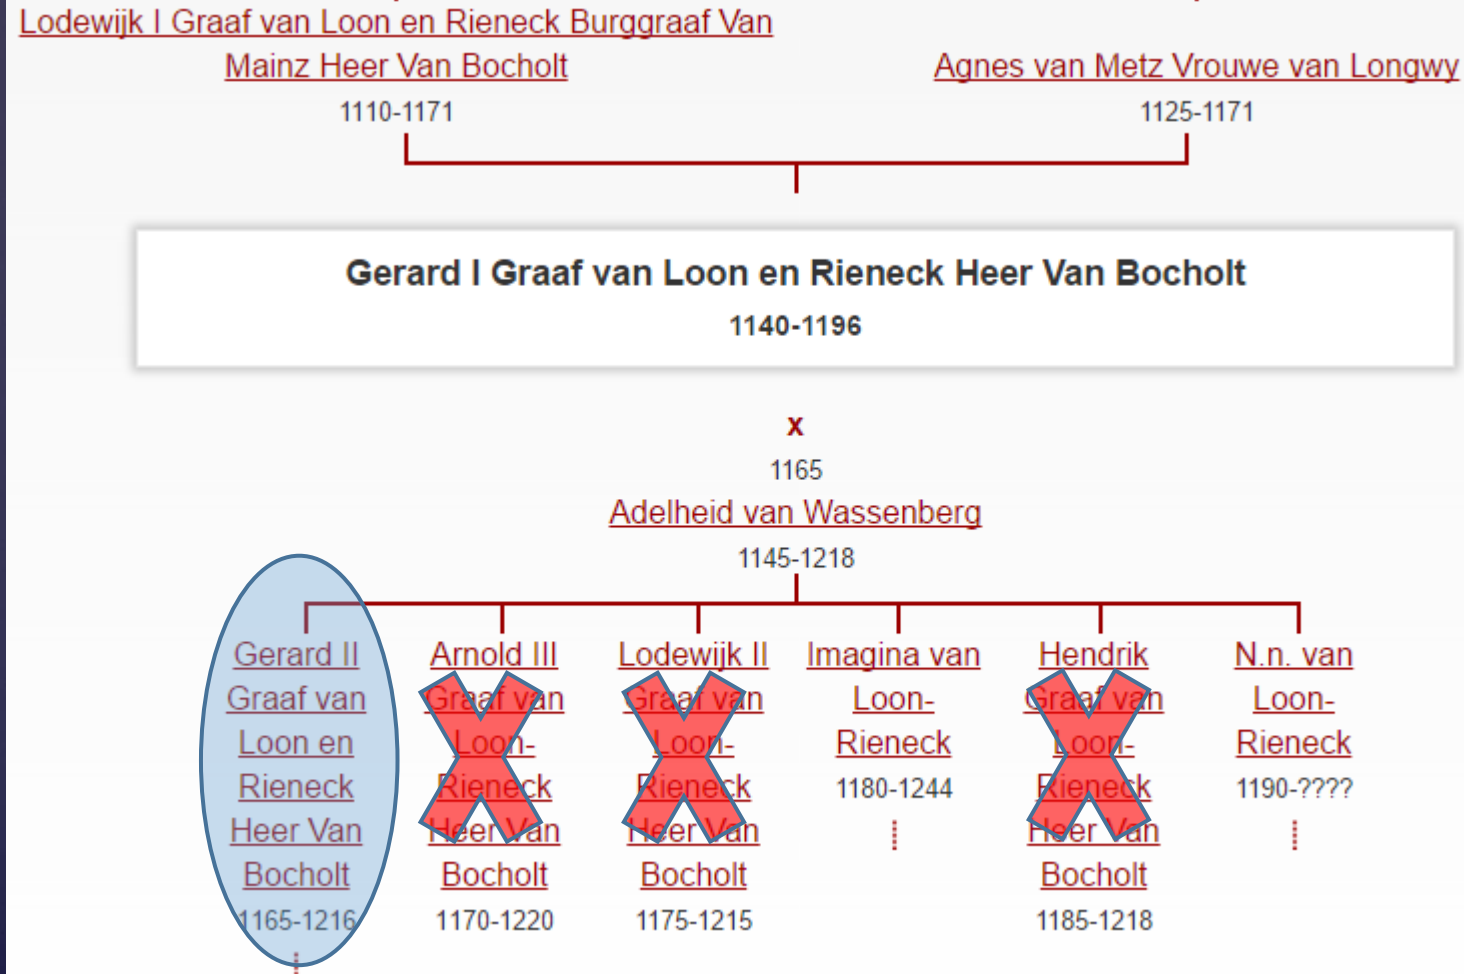 Lodewijk I Graaf van Loon en Rieneck Burggraaf Van
Mainz Heer Van Bocholt
1110-1171
Agnes van Metz Vrouwe van Longwy
1125-1171
Gerard I Graaf van Loon en Rieneck Heer Van Bocholt
1140-1196
x
1165
Adelheid van Wassenberg
1145-1218
Gerard II
Graaf van
Loon en
Rieneck
Heer Van
Bocholt
1165-1216
Arnold III
Graaf van
Loon-
Rieneck
Heer Van
Bocholt
1170-1220
Lodewijk II
Graaf van
Loon-
Rieneck
Heer Van
Bocholt
1175-1215
Imagina van
Loon-
Rieneck
1180-1244
Hendrik
Graaf van
Loon-
Rieneck
Heer Van
Bocholt
1185-1218
N.n. van
Loon-
Rieneck
1190-????